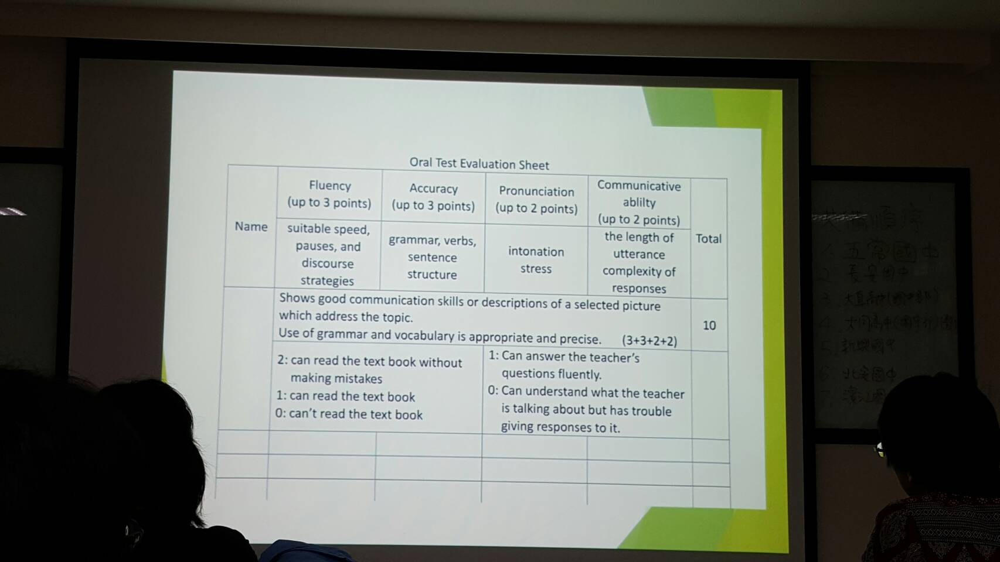 Oral Test Evaluation Sheet
Name
Fluency
(up to 3 points)
Accuracy
(up to 3 points)
Pronunciation
(up to 2 points)
Communicative
ablilty
(up to 2 points)
Total
suitable speed,
pauses, and
discourse
strategies
grammar, verbs,
sentence
structure
intonation
stress
the length of
utterance
complexity of
responses
Shows good communication skills or descriptions of a selected picture
which address the topic.
Use of grammar and vocabulary is appropriate and precise. (3+3+2+2)
10
2: can read the text book without
making mistakes
1: can read the text book
0: can't read the text book
1: Can answer the teacher's
questions fluently.
0: Can understand what the teacher
is talking about but has trouble
giving responses to it.
順序
1. 五常國中
2. 長安國中
3. 大直高中(國中部)
4. 大同高中
5. 新興國中
6. 北安國中
7. 濱江國